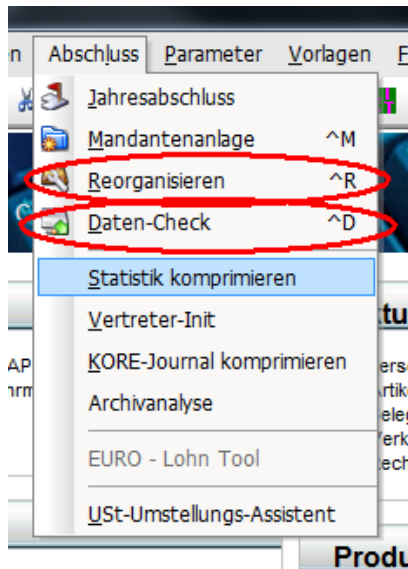 Abschluss Parameter Vorlagen
Jahresabschluss
Mandantenanlage ^M
Reorganisieren ^R
Daten-Check ^D
Statistik komprimieren
Vertreter-Init
KORE-Journal komprimieren
Archivanalyse
EURO - Lohn Tool
USt-Umstellungs-Assistent